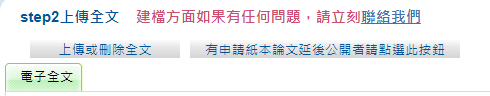 step2上傳全文 建檔方面如果有任何問題，請立刻聯絡我們
上傳或刪除全文 有申請紙本論文延後公開者請點選此按鈕
電子全文